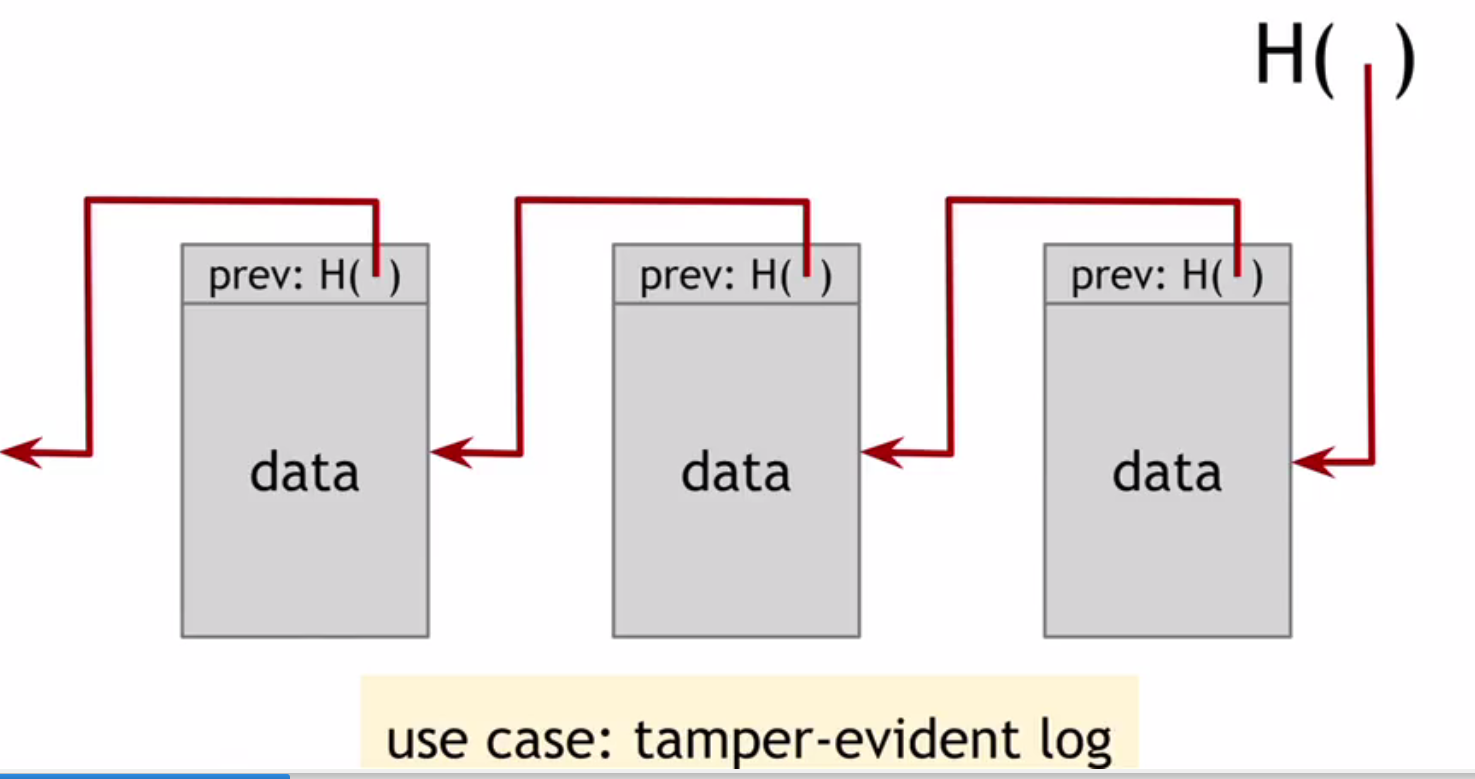 H( )
prev: H( )
prev: H( )
prev: H( )
data
data
data
use case: tamper-evident log